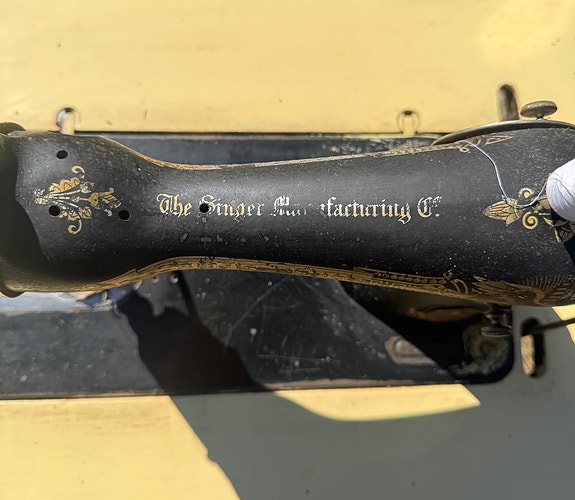 The Singer Manufacturing Co.